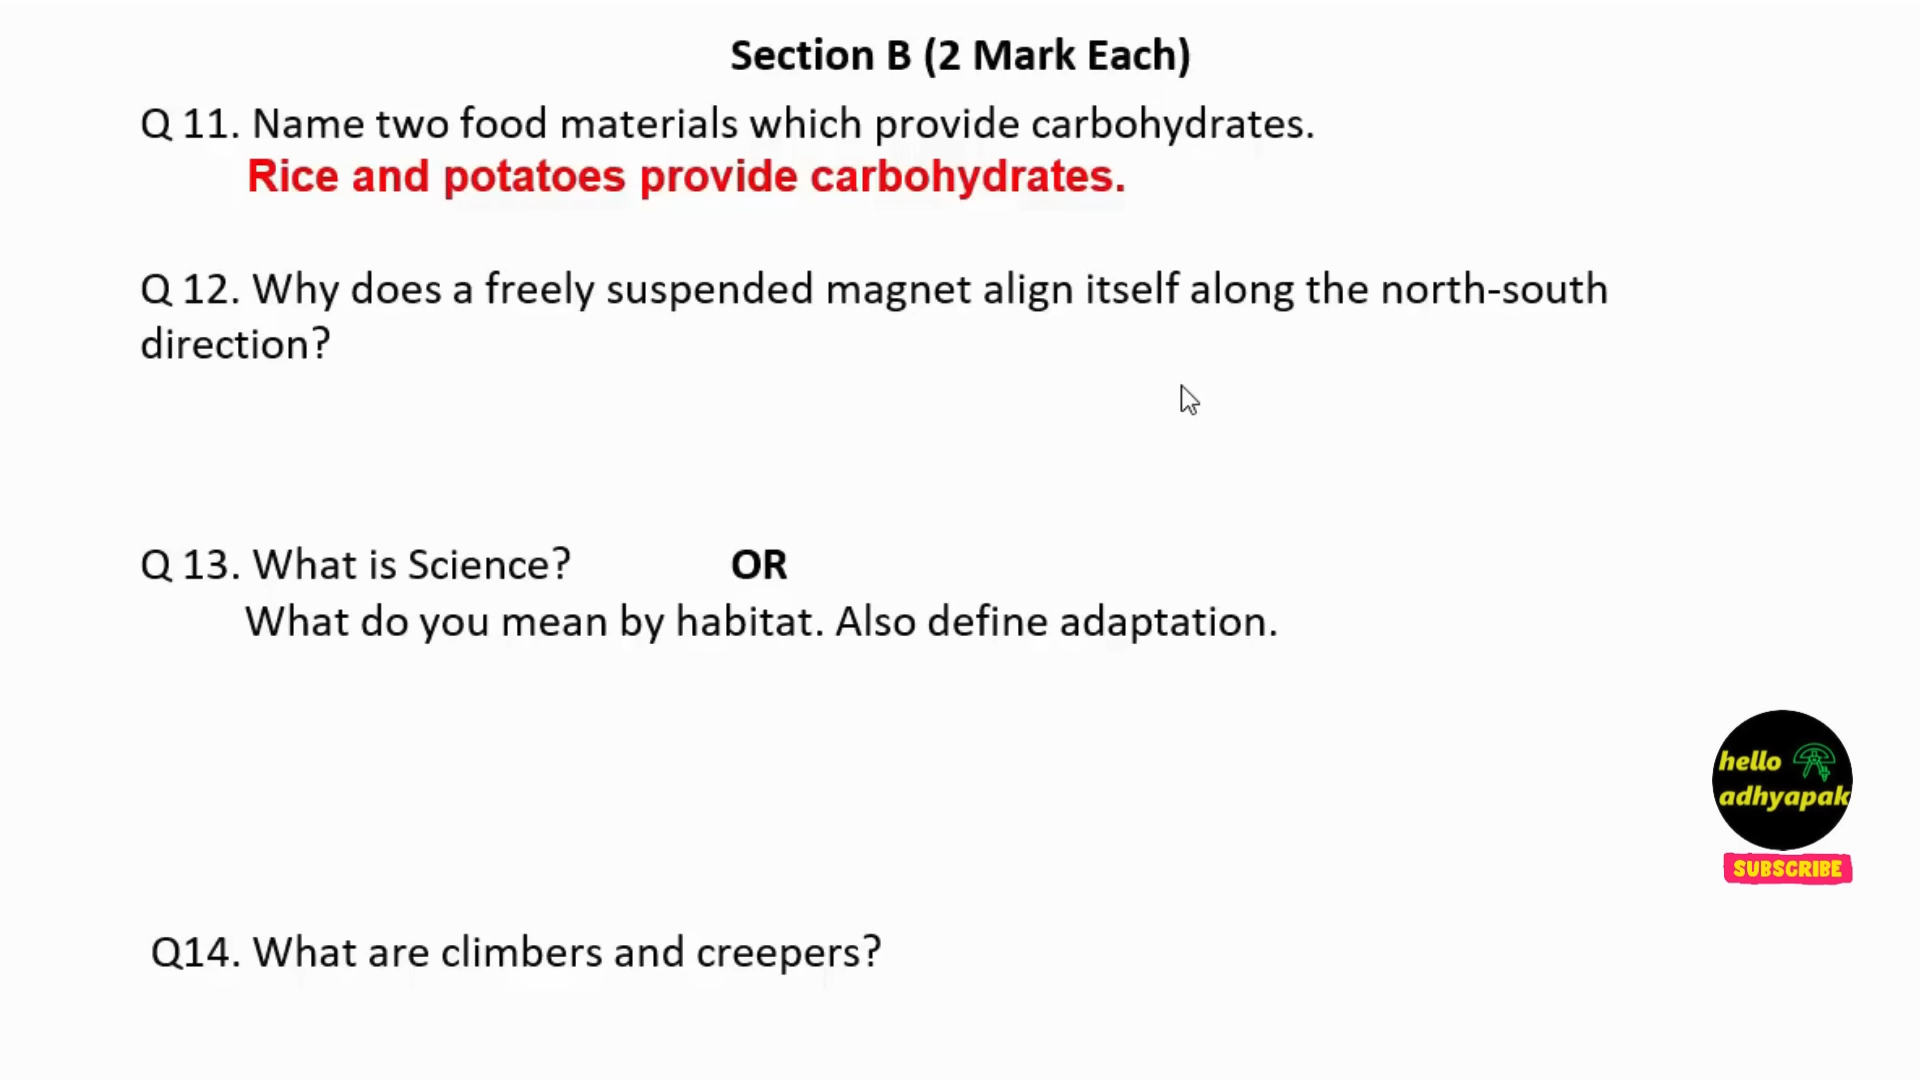 Section B (2 Mark Each)
Q 11. Name two food materials which provide carbohydrates.
Rice and potatoes provide carbohydrates.
Q 12. Why does a freely suspended magnet align itself along the north-south
direction?
Q 13. What is Science? OR
What do you mean by habitat. Also define adaptation.
hello
adhyapak
SUBSCRIBE
Q14. What are climbers and creepers?